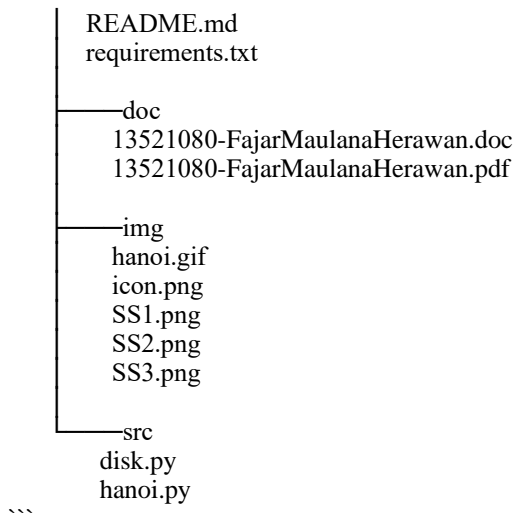 README.md
requirements.txt
doc
13521080-FajarMaulanaHerawan.doc
13521080-FajarMaulanaHerawan.pdf
img
hanoi.gif
icon.png
SS1.png
SS2.png
SS3.png
src
disk.py
hanoi.py
```